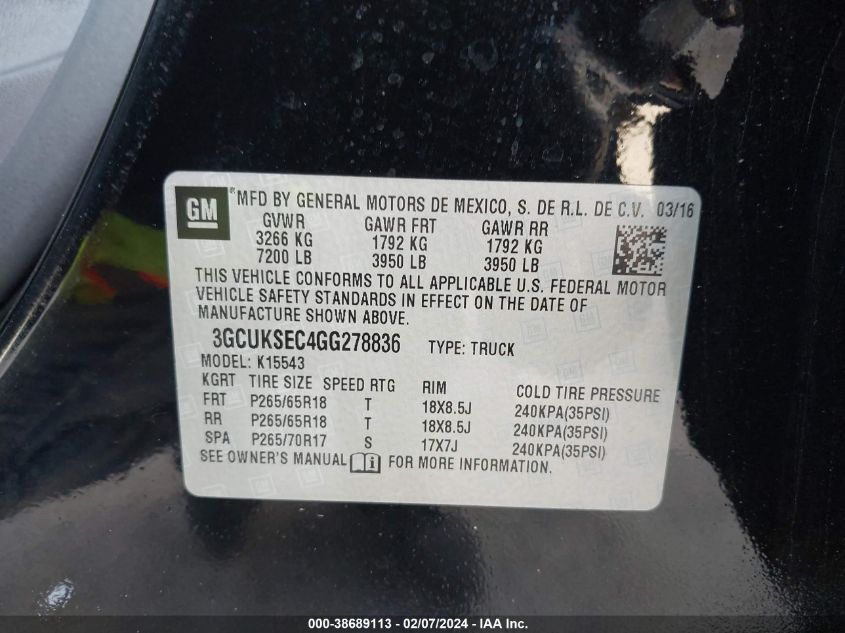 GM ® MFD BY GENERAL MOTORS DE MEXICO, S. DE R.L. DE C.V. 03/16
GVWR GAWR FRT GAWR RR
3266 KG 1792 KG 1792 KG
7200 LB 3950 LB 3950 LB
THIS VEHICLE CONFORMS TO ALL APPLICABLE U.S. FEDERAL MOTOR
VEHICLE SAFETY STANDARDS IN EFFECT ON THE DATE OF
MANUFACTURE SHOWN ABOVE.
3GCUKSEC4GG278836 TYPE: TRUCK
MODEL: K15543
KGRT TIRE SIZE SPEED RTG RIM COLD TIRE PRESSURE
FRT P265/65R18 T 18X8.5J 240KPA(35PSI)
RR P265/65R18 T 18X8.5J 240KPA(35PSI)
SPA P265/70R17 S 17X7J 240KPA(35PSI)
SEE OWNER'S MANUAL FOR MORE INFORMATION.
000-38689113 - 02/07/2024 - IAA Inc.